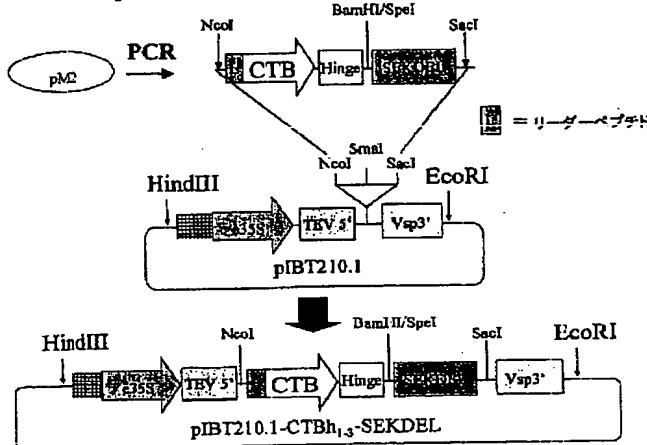 BamHI/SpeI
NcoI
SacI
PCR
pM2
CTB
Hinge
SEKDEL
= リーダーペプチド
SmaI
NcoI
SacI
HindIII
EcoRI
TEV 5'
Vsp3'
pIBT210.1
NcoI
BamHI/SpeI
SacI
EcoRI
HindIII
TEV 5'
CTB
Hinge
SEKDEL
Vsp3'
pIBT210.1-CTBh1-3-SEKDEL